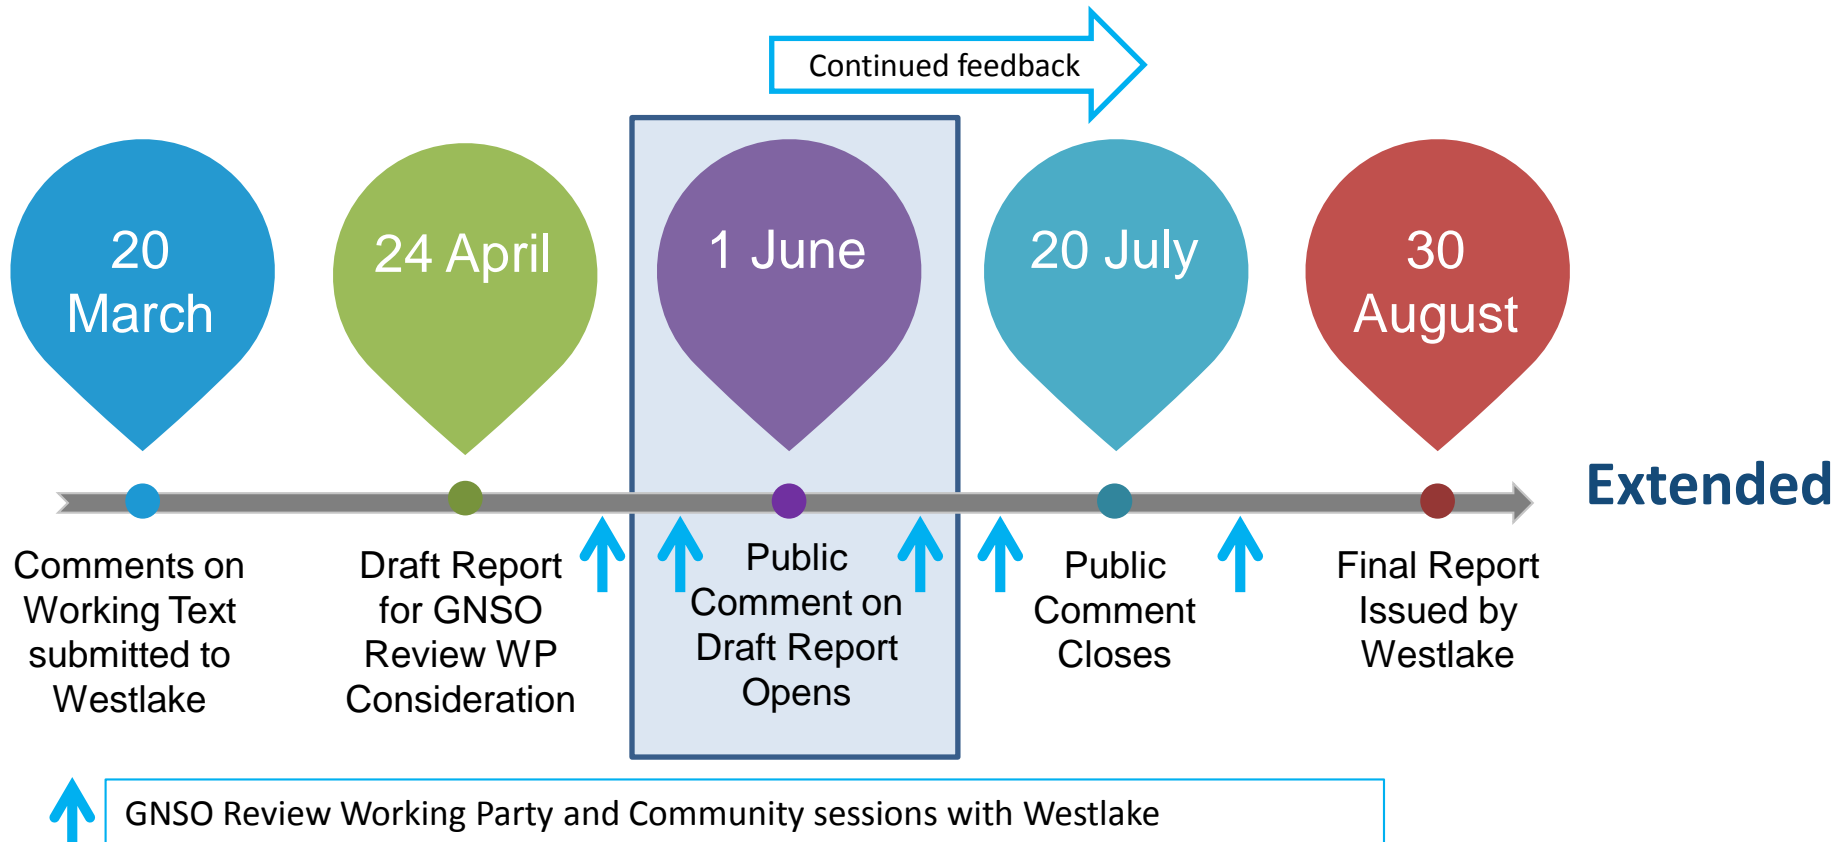 Continued feedback
20
March
24 April
1 June
20 July
30
August
Extended
Comments on
Working Text
submitted to
Westlake
Draft Report
for GNSO
Review WP
Consideration
Public
Comment on
Draft Report
Opens
Public
Comment
Closes
Final Report
Issued by
Westlake
GNSO Review Working Party and Community sessions with Westlake